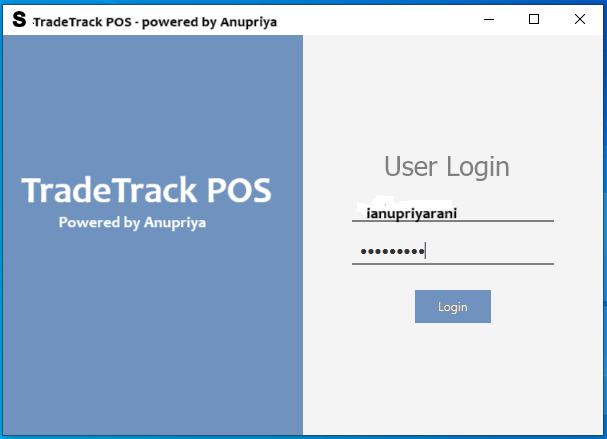 S TradeTrack POS - powered by Anupriya
TradeTrack POS
Powered by Anupriya
User Login
ianupriyarani
•••••••••
Login